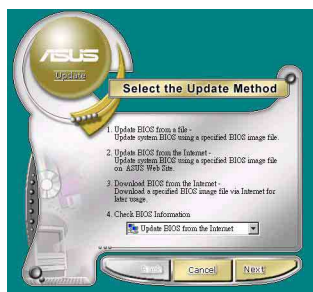 ASUS
Update
Select the Update Method
1. Update BIOS from a file -
Update system BIOS using a specified BIOS image file.
2. Update BIOS from the Internet -
Update system BIOS using a specified BIOS image file
on ASUS Web Site.
3. Download BIOS from the Internet -
Download a specified BIOS image file via Internet for
later usage.
4. Check BIOS Information
Update BIOS from the Internet
Cancel
Next